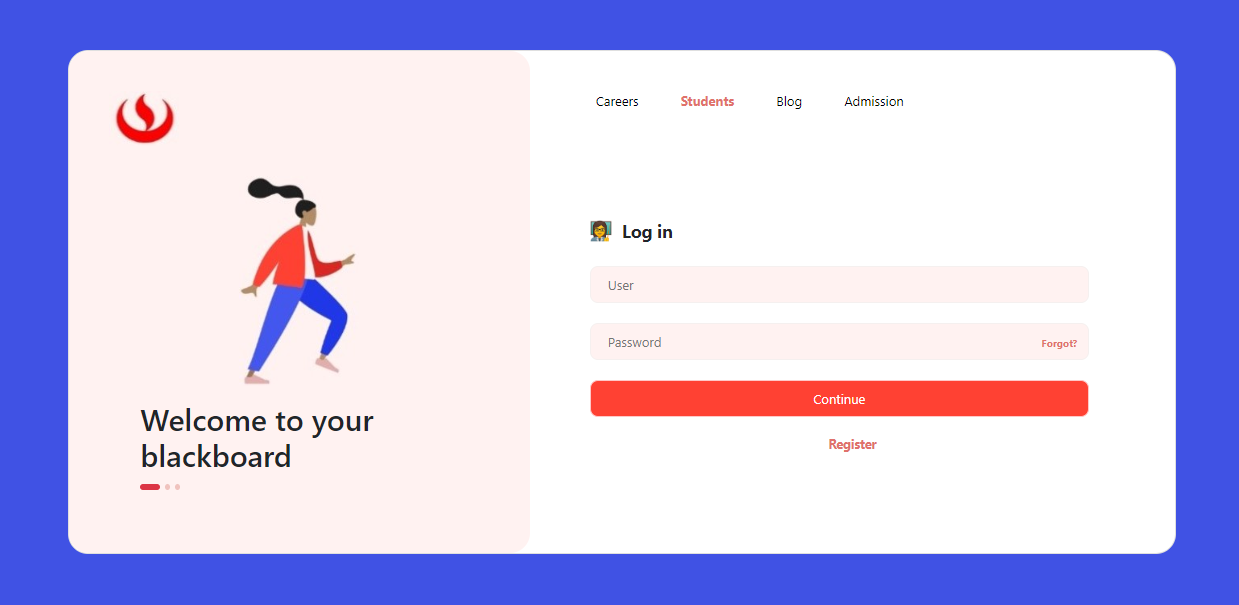 Careers Students Blog Admission
Log in
User
Password Forgot?
Continue
Register
Welcome to your
blackboard